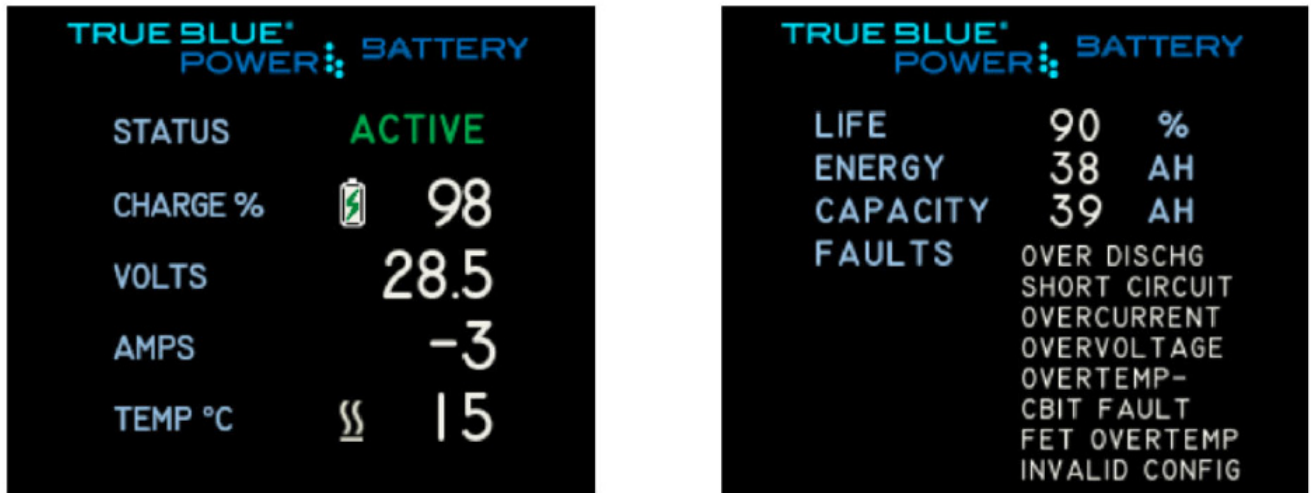 TRUE BLUE®
POWER BATTERY
STATUS ACTIVE
CHARGE % 98
VOLTS 28.5
AMPS -3
TEMP °C 15
TRUE BLUE®
POWER BATTERY
LIFE 90 %
ENERGY 38 AH
CAPACITY 39 AH
FAULTS OVER DISCHG
SHORT CIRCUIT
OVERCURRENT
OVERVOLTAGE
OVERTEMP-
CBIT FAULT
FET OVERTEMP
INVALID CONFIG